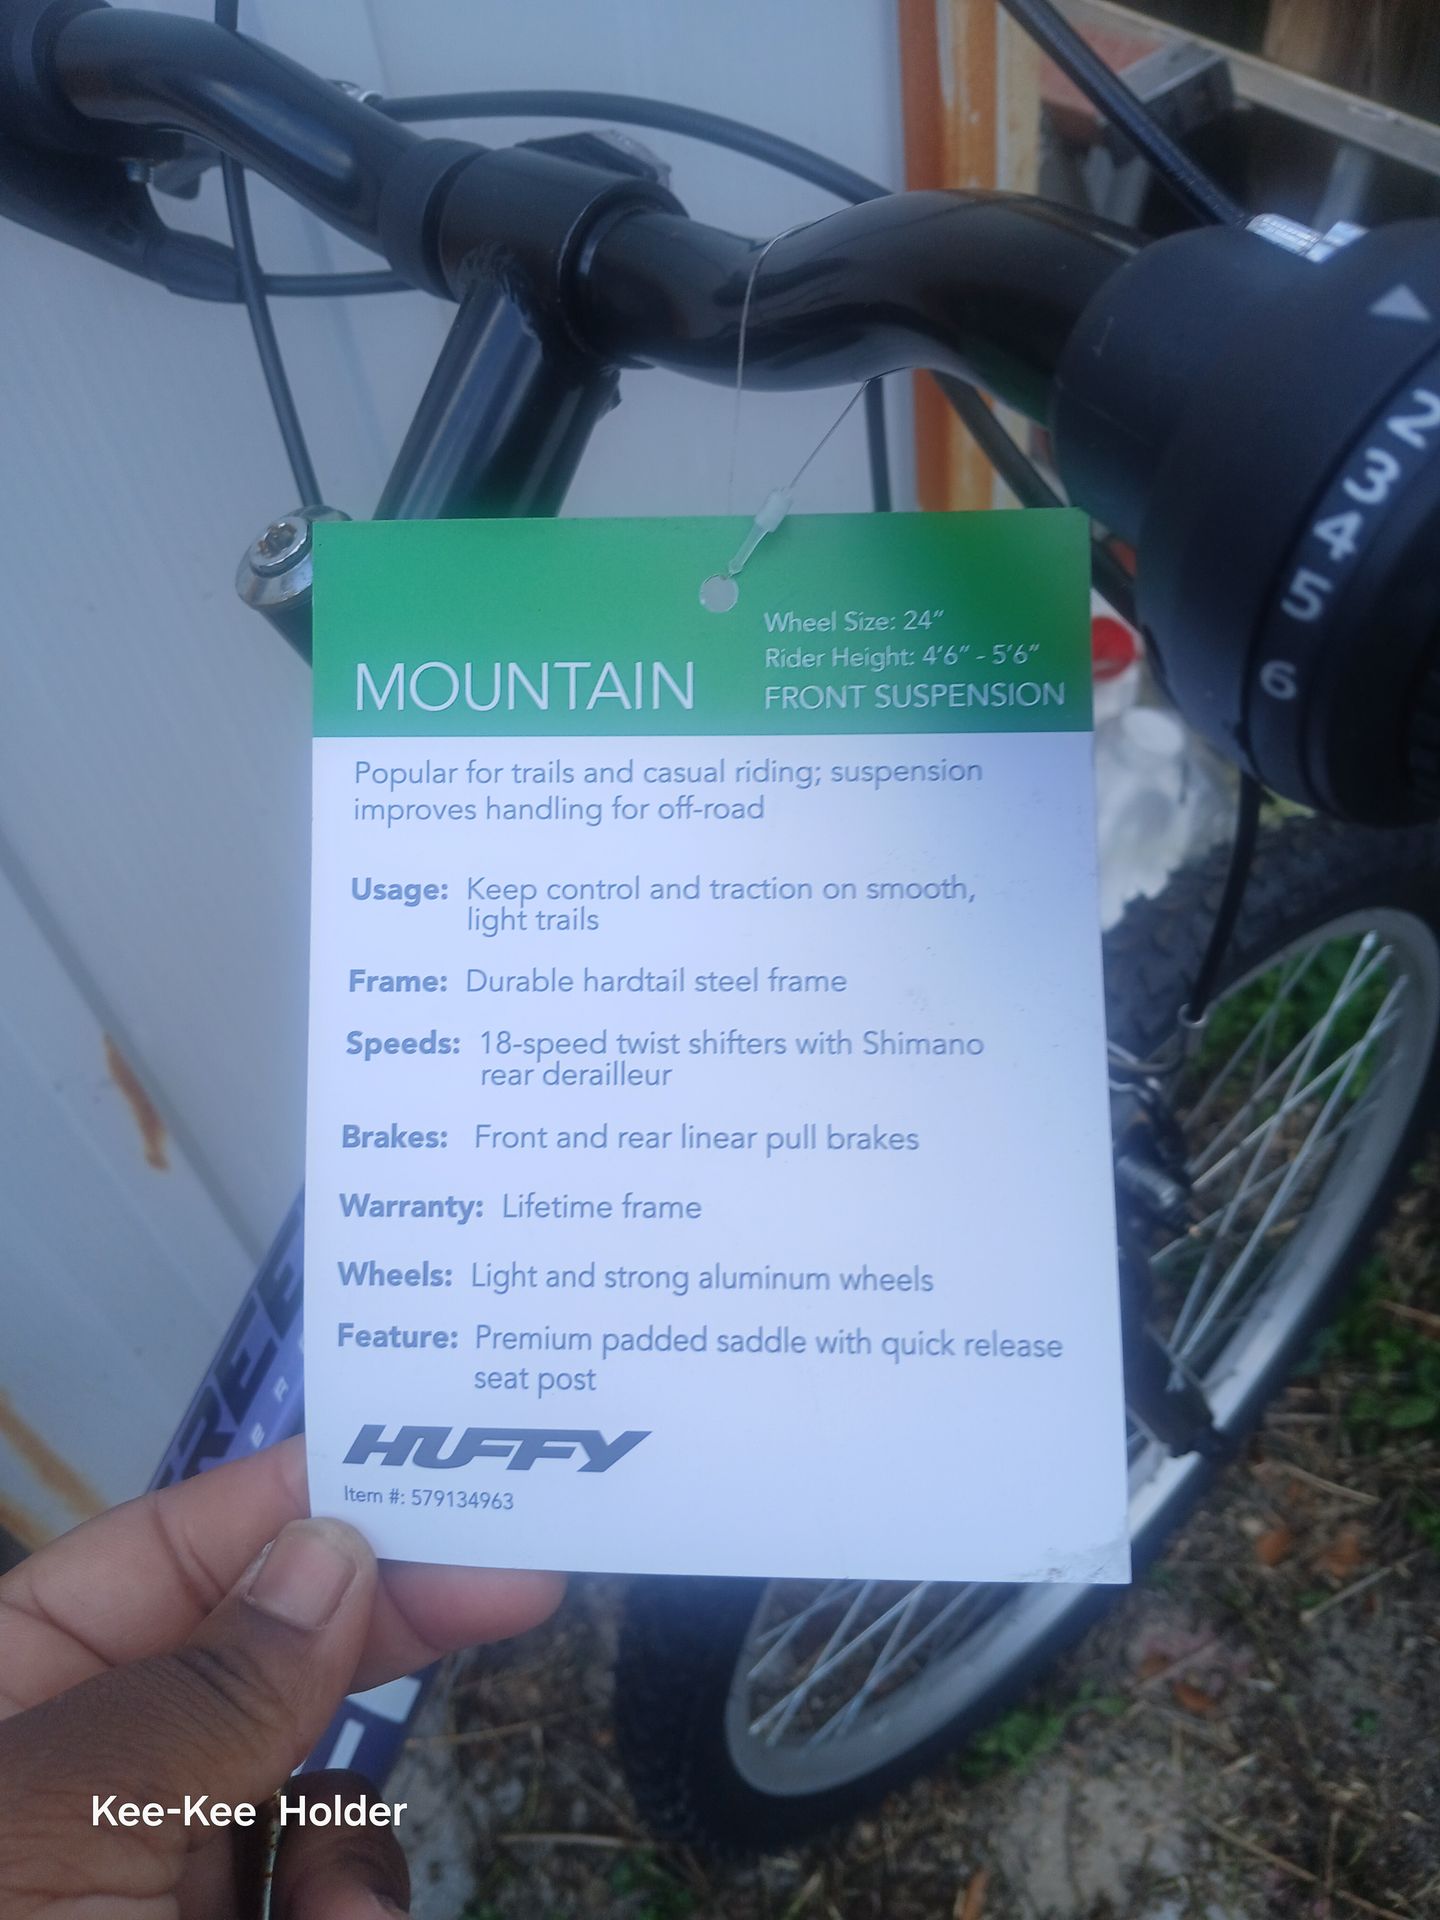 2
3
4
5
6
MOUNTAIN
Wheel Size: 24”
Rider Height: 4’6” - 5’6”
FRONT SUSPENSION
Popular for trails and casual riding; suspension
improves handling for off-road
Usage: Keep control and traction on smooth,
light trails
Frame: Durable hardtail steel frame
Speeds: 18-speed twist shifters with Shimano
rear derailleur
Brakes: Front and rear linear pull brakes
Warranty: Lifetime frame
Wheels: Light and strong aluminum wheels
Feature: Premium padded saddle with quick release
seat post
HUFFY
Item #: 579134963
Kee-Kee Holder